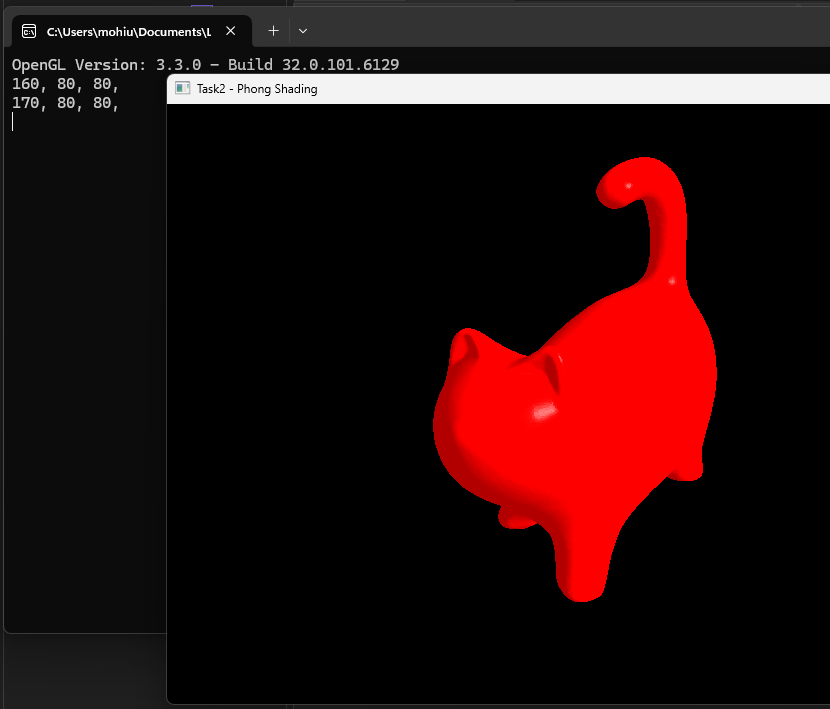 C:\Users\mohiu\Documents\L
OpenGL Version: 3.3.0 - Build 32.0.101.6129
160, 80, 80,
170, 80, 80,
Task2 - Phong Shading